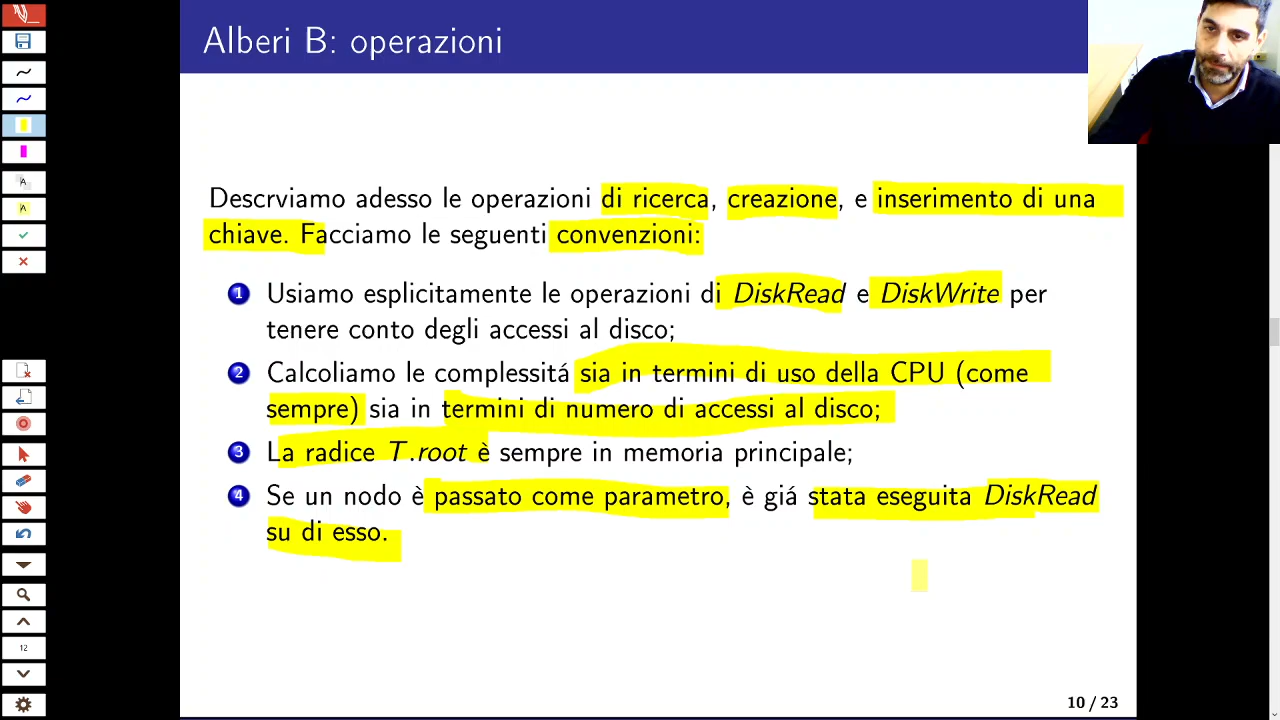 Alberi B: operazioni
Descrviamo adesso le operazioni di ricerca, creazione, e inserimento di una
chiave. Facciamo le seguenti convenzioni:
1 Usiamo esplicitamente le operazioni di DiskRead e DiskWrite per
tenere conto degli accessi al disco;
2 Calcoliamo le complessitá sia in termini di uso della CPU (come
sempre) sia in termini di numero di accessi al disco;
3 La radice T.root è sempre in memoria principale;
4 Se un nodo è passato come parametro, è giá stata eseguita DiskRead
su di esso.
12
10 / 23